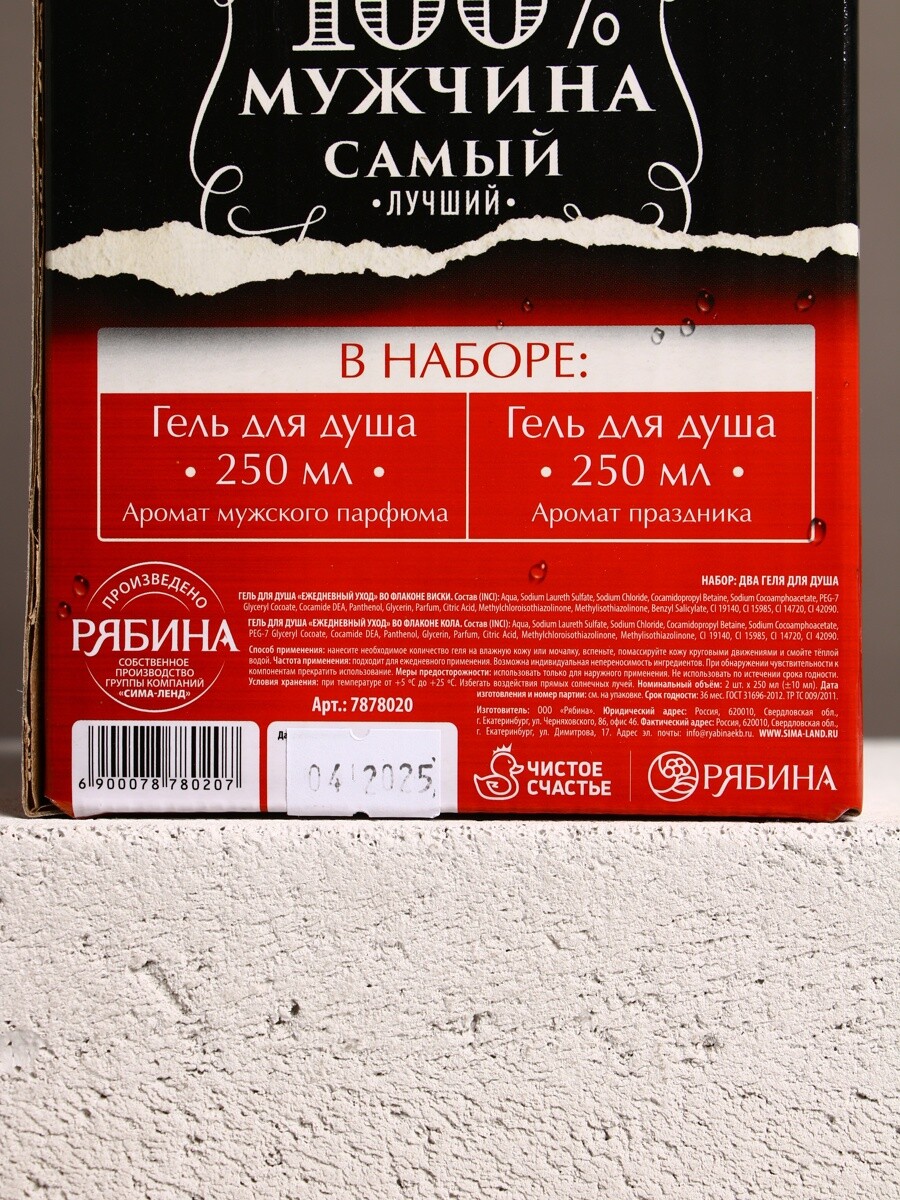 100%
МУЖЧИНА
САМЫЙ
•ЛУЧШИЙ•
В НАБОРЕ:
Гель для душа
• 250 мл •
Аромат мужского парфюма
Гель для душа
• 250 мл •
Аромат праздника
ПРОИЗВЕДЕНО
РЯБИНА
СОБСТВЕННОЕ
ПРОИЗВОДСТВО
ГРУППЫ КОМПАНИЙ
«СИМА-ЛЕНД»
НАБОР: ДВА ГЕЛЯ ДЛЯ ДУША
ГЕЛЬ ДЛЯ ДУША «ЕЖЕДНЕВНЫЙ УХОД» ВО ФЛАКОНЕ ВИСКИ. Состав (INCI): Aqua, Sodium Laureth Sulfate, Sodium Chloride, Cocamidopropyl Betaine, Sodium Cocoamphoacetate, PEG-7
Glyceryl Cocoate, Cocamide DEA, Panthenol, Glycerin, Parfum, Citric Acid, Methylchloroisothiazolinone, Methylisothiazolinone, Benzyl Salicylate, CI 19140, CI 15985, CI 14720, CI 42090.
ГЕЛЬ ДЛЯ ДУША «ЕЖЕДНЕВНЫЙ УХОД» ВО ФЛАКОНЕ КОЛА. Состав (INCI): Aqua, Sodium Laureth Sulfate, Sodium Chloride, Cocamidopropyl Betaine, Sodium Cocoamphoacetate,
PEG-7 Glyceryl Cocoate, Cocamide DEA, Panthenol, Glycerin, Parfum, Citric Acid, Methylchloroisothiazolinone, Methylisothiazolinone, CI 19140, CI 15985, CI 14720, CI 42090.
Способ применения: нанесите необходимое количество геля на влажную кожу или мочалку, вспеньте, помассируйте кожу круговыми движениями и смойте тёплой
водой. Частота применения: подходит для ежедневного применения. Возможна индивидуальная непереносимость ингредиентов. При обнаружении чувствительности к
компонентам прекратить использование. Меры предосторожности: использовать только для наружного применения. Не использовать по истечении срока годности.
Условия хранения: при температуре от +5 °C до +25 °C. Избегать воздействия прямых солнечных лучей. Номинальный объём: 2 шт. x 250 мл (±10 мл). Дата
изготовления и номер партии: см. на упаковке. Срок годности: 36 мес. ГОСТ 31696-2012. ТР ТС 009/2011.
Арт.: 7878020
Изготовитель: ООО «Рябина». Юридический адрес: Россия, 620010, Свердловская обл.,
г. Екатеринбург, ул. Черняховского, 86, офис 46. Фактический адрес: Россия, 620010, Свердловская обл.,
г. Екатеринбург, ул. Димитрова, 17. Адрес эл. почты: info@ryabinaekb.ru. WWW.SIMA-LAND.RU
6 900078 780207
04 2025
ЧИСТОЕ
СЧАСТЬЕ
РЯБИНА